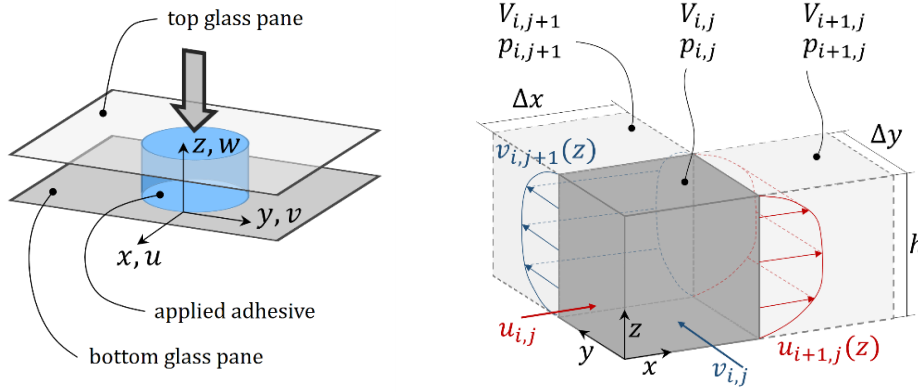 top glass pane
z, w
y, v
x, u
applied adhesive
bottom glass pane
V_{i,j+1}
p_{i,j+1}
V_{i,j}
p_{i,j}
V_{i+1,j}
p_{i+1,j}
Δx
Δy
v_{i,j+1}(z)
h
u_{i,j}
y
z
x
v_{i,j}
u_{i+1,j}(z)